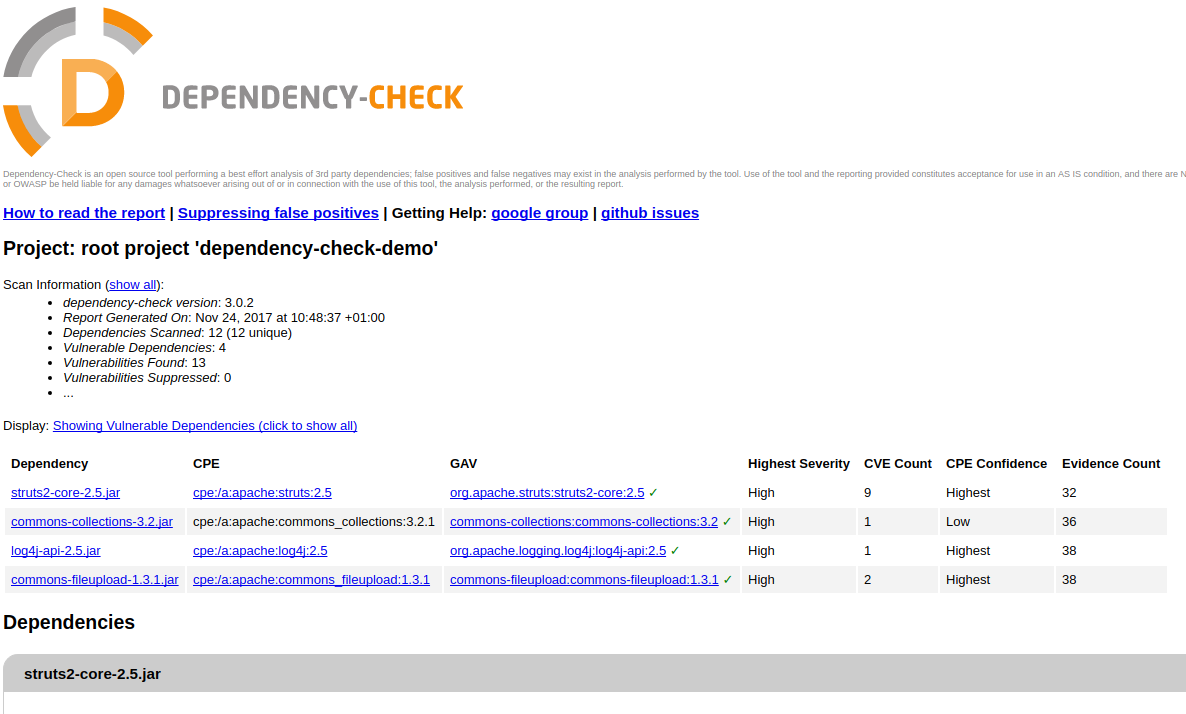 D
DEPENDENCY-CHECK
Dependency-Check is an open source tool performing a best effort analysis of 3rd party dependencies; false positives and false negatives may exist in the analysis performed by the tool. Use of the tool and the reporting provided constitutes acceptance for use in an AS IS condition, and there are N
or OWASP be held liable for any damages whatsoever arising out of or in connection with the use of this tool, the analysis performed, or the resulting report.
How to read the report | Suppressing false positives | Getting Help: google group | github issues
Project: root project 'dependency-check-demo'
Scan Information (show all):
• dependency-check version: 3.0.2
• Report Generated On: Nov 24, 2017 at 10:48:37 +01:00
• Dependencies Scanned: 12 (12 unique)
• Vulnerable Dependencies: 4
• Vulnerabilities Found: 13
• Vulnerabilities Suppressed: 0
• ...
Display: Showing Vulnerable Dependencies (click to show all)
Dependency CPE GAV Highest Severity CVE Count CPE Confidence Evidence Count
struts2-core-2.5.jar cpe:/a:apache:struts:2.5 org.apache.struts:struts2-core:2.5 ✓ High 9 Highest 32
commons-collections-3.2.jar cpe:/a:apache:commons_collections:3.2.1 commons-collections:commons-collections:3.2 ✓ High 1 Low 36
log4j-api-2.5.jar cpe:/a:apache:log4j:2.5 org.apache.logging.log4j:log4j-api:2.5 ✓ High 1 Highest 38
commons-fileupload-1.3.1.jar cpe:/a:apache:commons_fileupload:1.3.1 commons-fileupload:commons-fileupload:1.3.1 ✓ High 2 Highest 38
Dependencies
struts2-core-2.5.jar